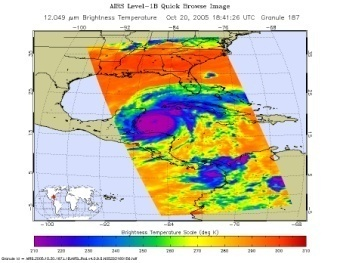 AIRS Level-1B Quick Browse Image
12.049 µm Brightness Temperature Oct 20, 2005 18:41:26 UTC Granule 187
-100 -92 -84 -76 -68
-100 -92 -84 -76 -68
Brightness Temperature Scale (deg K)
210 220 230 240 250 260 270 280 290 300 310